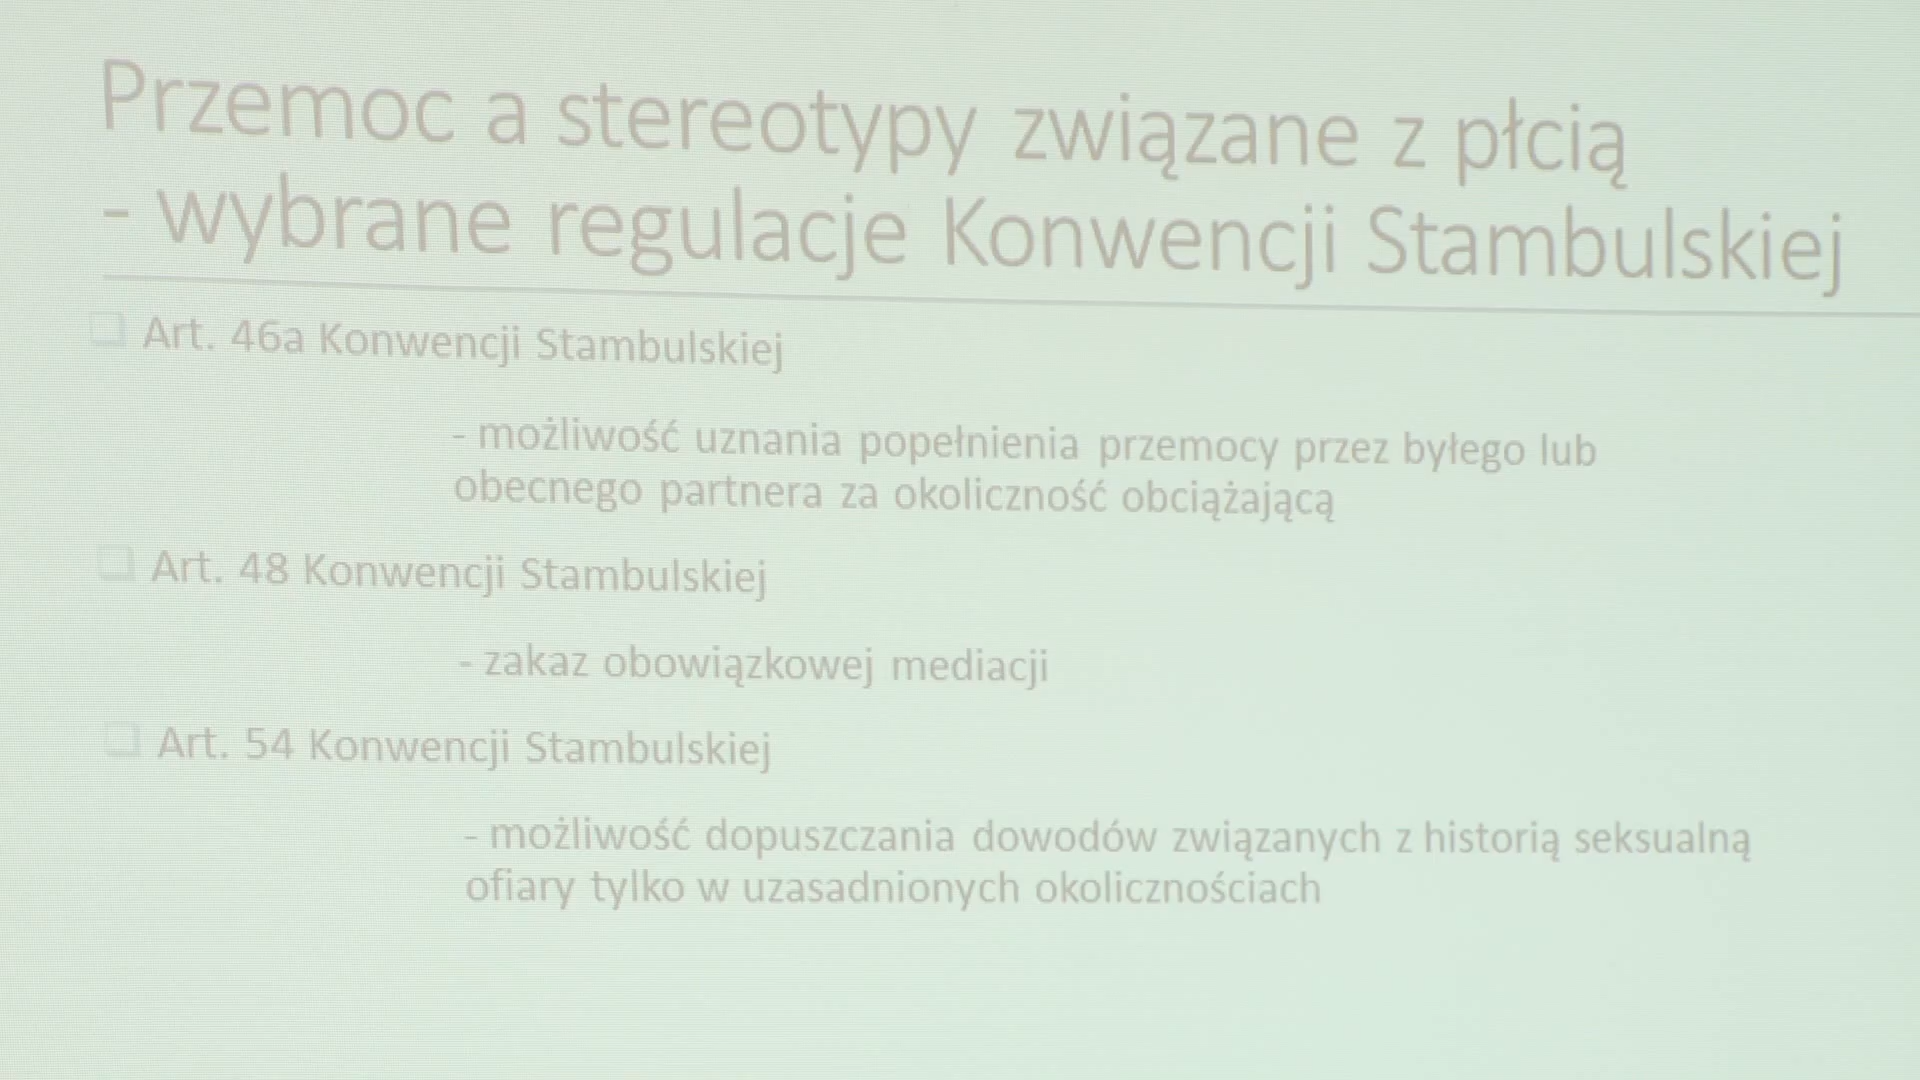 Przemoc a stereotypy związane z płcią
- wybrane regulacje Konwencji Stambulskiej
Art. 46a Konwencji Stambulskiej
- możliwość uznania popełnienia przemocy przez byłego lub
obecnego partnera za okoliczność obciążającą
Art. 48 Konwencji Stambulskiej
- zakaz obowiązkowej mediacji
Art. 54 Konwencji Stambulskiej
- możliwość dopuszczania dowodów związanych z historią seksualną
ofiary tylko w uzasadnionych okolicznościach